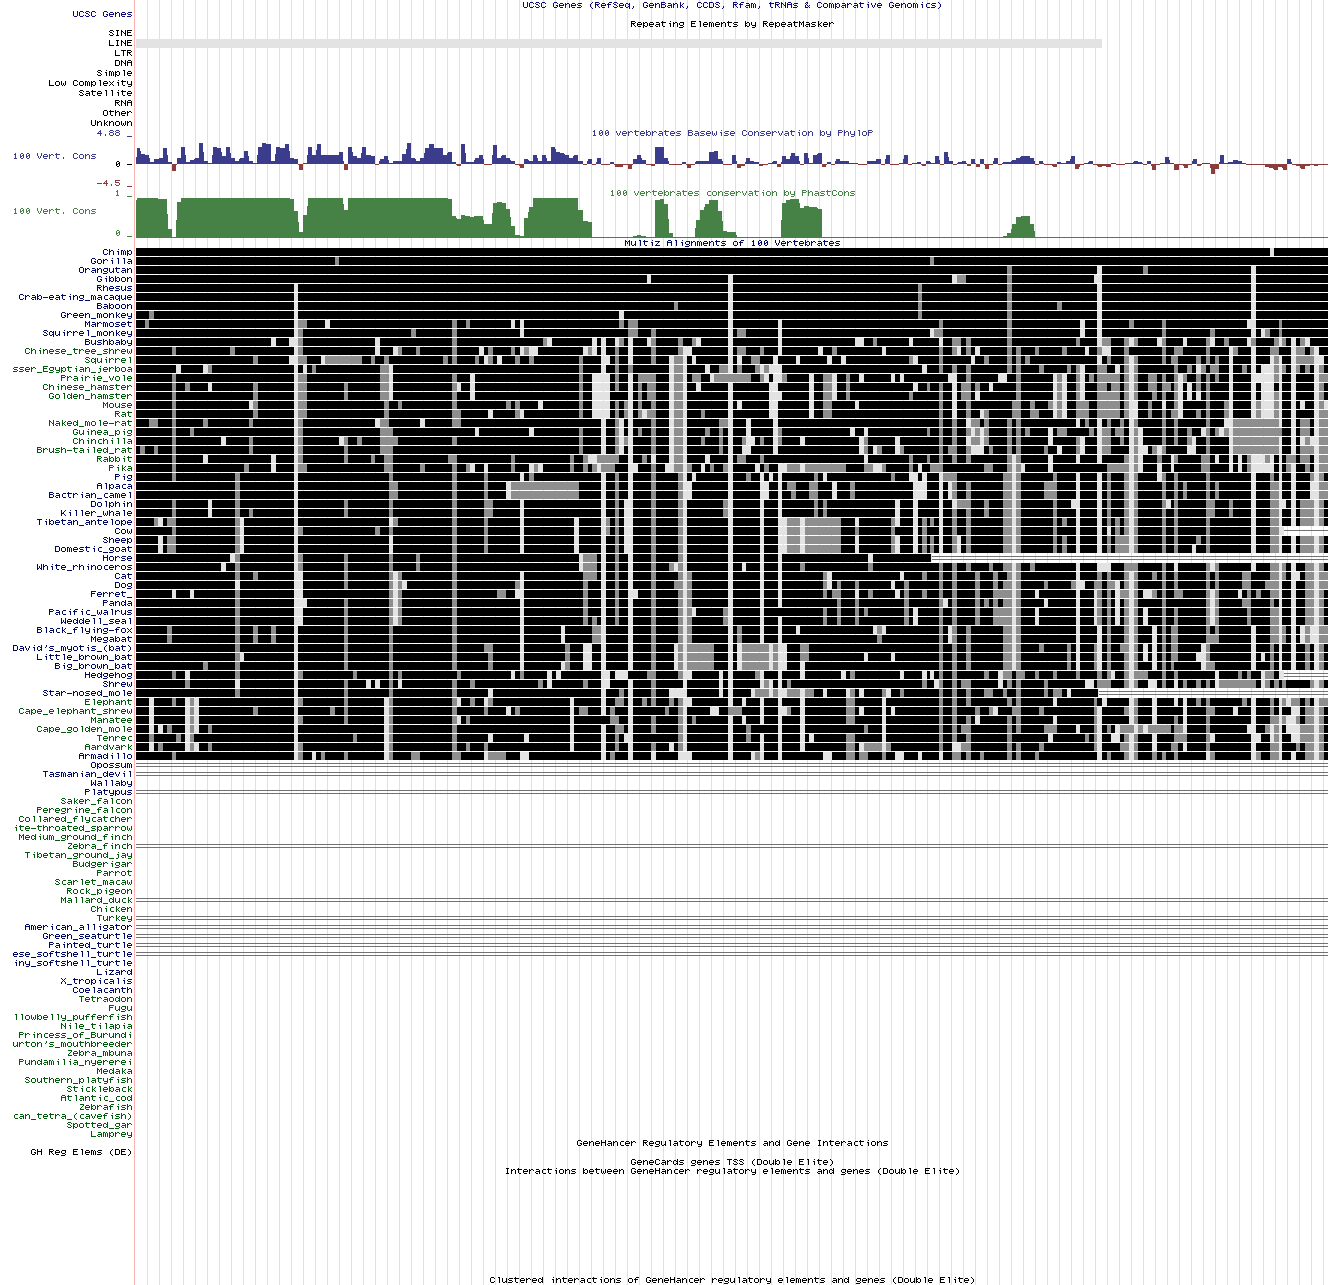 UCSC Genes (RefSeq, GenBank, CCDS, Rfam, tRNAs & Comparative Genomics)
UCSC Genes
Repeating Elements by RepeatMasker
SINE
LINE
LTR
DNA
Simple
Low Complexity
Satellite
RNA
Other
Unknown
4.88 _
100 vertebrates Basewise Conservation by PhyloP
100 Vert. Cons
0 _
-4.5 _
1 _
100 vertebrates conservation by PhastCons
100 Vert. Cons
0 _
Multiz Alignments of 100 Vertebrates
Chimp
Gorilla
Orangutan
Gibbon
Rhesus
Crab-eating_macaque
Baboon
Green_monkey
Marmoset
Squirrel_monkey
Bushbaby
Chinese_tree_shrew
Squirrel
sser_Egyptian_jerboa
Prairie_vole
Chinese_hamster
Golden_hamster
Mouse
Rat
Naked_mole-rat
Guinea_pig
Chinchilla
Brush-tailed_rat
Rabbit
Pika
Pig
Alpaca
Bactrian_camel
Dolphin
Killer_whale
Tibetan_antelope
Cow
Sheep
Domestic_goat
Horse
White_rhinoceros
Cat
Dog
Ferret_
Panda
Pacific_walrus
Weddell_seal
Black_flying-fox
Megabat
David's_myotis_(bat)
Little_brown_bat
Big_brown_bat
Hedgehog
Shrew
Star-nosed_mole
Elephant
Cape_elephant_shrew
Manatee
Cape_golden_mole
Tenrec
Aardvark
Armadillo
Opossum
Tasmanian_devil
Wallaby
Platypus
Saker_falcon
Peregrine_falcon
Collared_flycatcher
ite-throated_sparrow
Medium_ground_finch
Zebra_finch
Tibetan_ground_jay
Budgerigar
Parrot
Scarlet_macaw
Rock_pigeon
Mallard_duck
Chicken
Turkey
American_alligator
Green_seaturtle
Painted_turtle
ese_softshell_turtle
iny_softshell_turtle
Lizard
X_tropicalis
Coelacanth
Tetraodon
Fugu
llowbelly_pufferfish
Nile_tilapia
Princess_of_Burundi
urton's_mouthbreeder
Zebra_mbuna
Pundamilia_nyererei
Medaka
Southern_platyfish
Stickleback
Atlantic_cod
Zebrafish
can_tetra_(cavefish)
Spotted_gar
Lamprey
GeneHancer Regulatory Elements and Gene Interactions
GH Reg Elems (DE)
GeneCards genes TSS (Double Elite)
Interactions between GeneHancer regulatory elements and genes (Double Elite)
Clustered interactions of GeneHancer regulatory elements and genes (Double Elite)